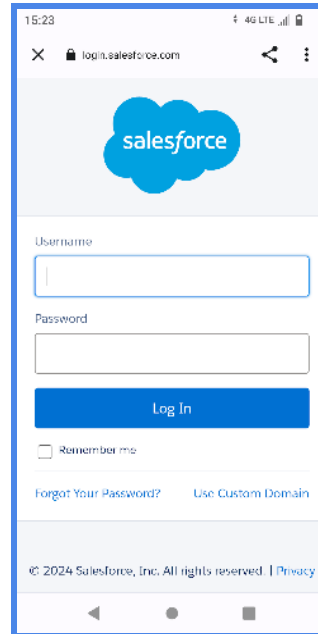 15:23 4G LTE
login.salesforce.com
salesforce
Username
Password
Log In
Remember me
Forgot Your Password? Use Custom Domain
© 2024 Salesforce, Inc. All rights reserved. | Privacy